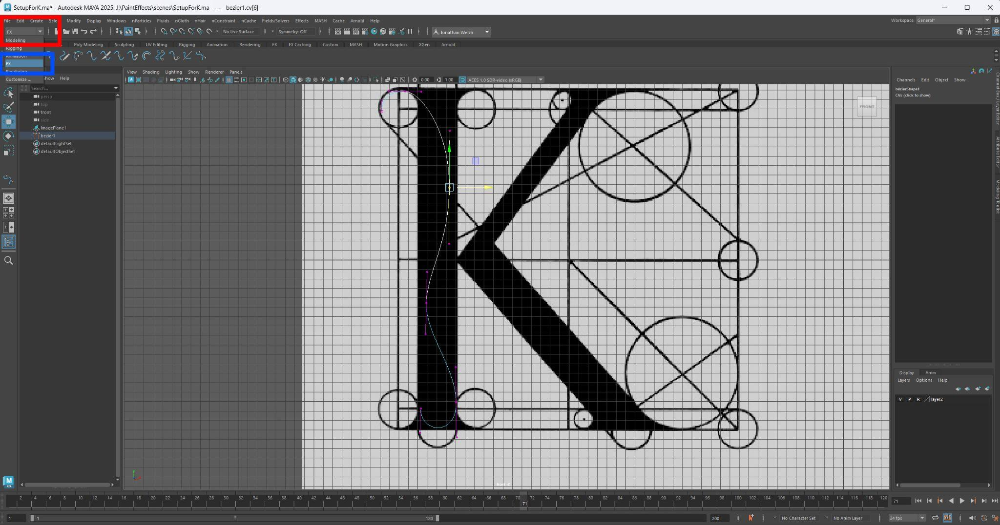 SetupForK.ma* - Autodesk MAYA 2025: J:\PaintEffects\scenes\SetupForK.ma --- bezier1.cv[6]
File Edit Create Sele Modify Display Windows nParticles Fluids nCloth nHair nConstraint nCache Fields/Solvers Effects MASH Cache Arnold Help
Workspace: General*
FX
No Live Surface
Symmetry: Off
Jonathan Welch
Modeling
Rigging
Animation
FX
Rendering
Customize ...
Poly Modeling Sculpting UV Editing Rigging Animation Rendering FX FX Caching Custom MASH Motion Graphics XGen Arnold
Show Help
Search...
persp
top
front
side
imagePlane1
bezier1
defaultLightSet
defaultObjectSet
View Shading Lighting Show Renderer Panels
0.00
1.00
ACES 1.0 SDR-video (sRGB)
FRONT
front -Z
Y
Channels Edit Object Show
bezierShape1
CVs (click to show)
Channel Box / Layer Editor
Attribute Editor
Modeling Toolkit
Display Anim
Layers Options Help
V P R layer2
M
AYA
2 4 6 8 10 12 14 16 18 20 22 24 26 28 30 32 34 36 38 40 42 44 46 48 50 52 54 56 58 60 62 64 66 68 70 72 74 76 78 80 82 84 86 88 90 92 94 96 98 100 102 104 106 108 110 112 114 116 118 120
71
71
1
1
120
200
No Character Set
No Anim Layer
24 fps